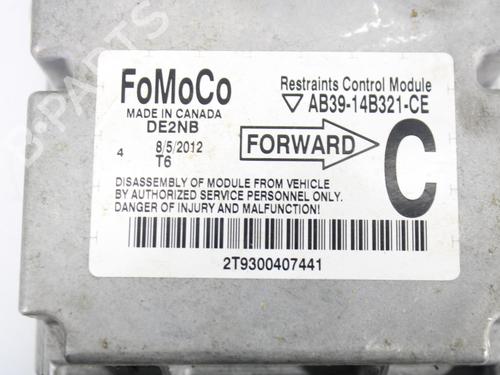 FoMoCo
MADE IN CANADA
DE2NB
4 8/5/2012
T6
Restraints Control Module
AB39-14B321-CE
FORWARD
C
DISASSEMBLY OF MODULE FROM VEHICLE
BY AUTHORIZED SERVICE PERSONNEL ONLY.
DANGER OF INJURY AND MALFUNCTION!
2T9300407441